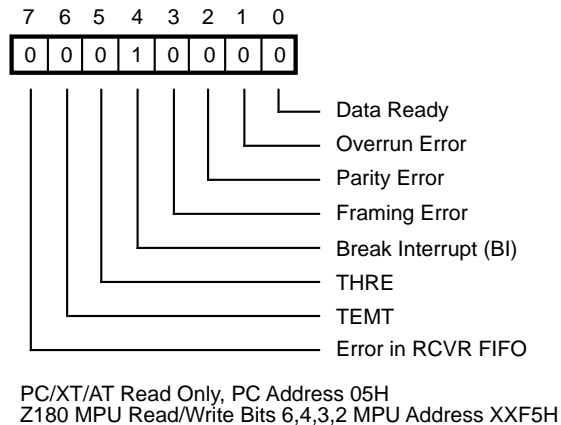 7 6 5 4 3 2 1 0
0 0 0 1 0 0 0 0
Data Ready
Overrun Error
Parity Error
Framing Error
Break Interrupt (BI)
THRE
TEMT
Error in RCVR FIFO
PC/XT/AT Read Only, PC Address 05H
Z180 MPU Read/Write Bits 6,4,3,2 MPU Address XXF5H